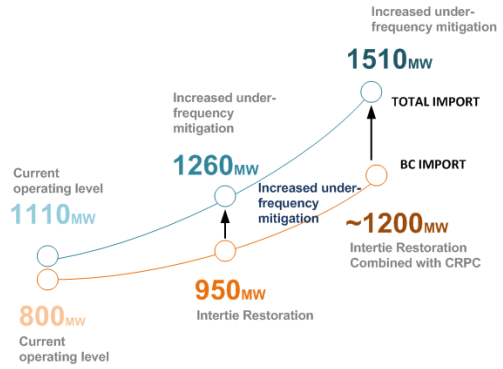 Increased under-
frequency mitigation
1510MW
TOTAL IMPORT
Increased under-
frequency
mitigation
1260MW
BC IMPORT
Current
operating level
1110MW
Increased under-
frequency
mitigation
~1200MW
Intertie Restoration
Combined with CRPC
950MW
Intertie Restoration
800MW
Current
operating level